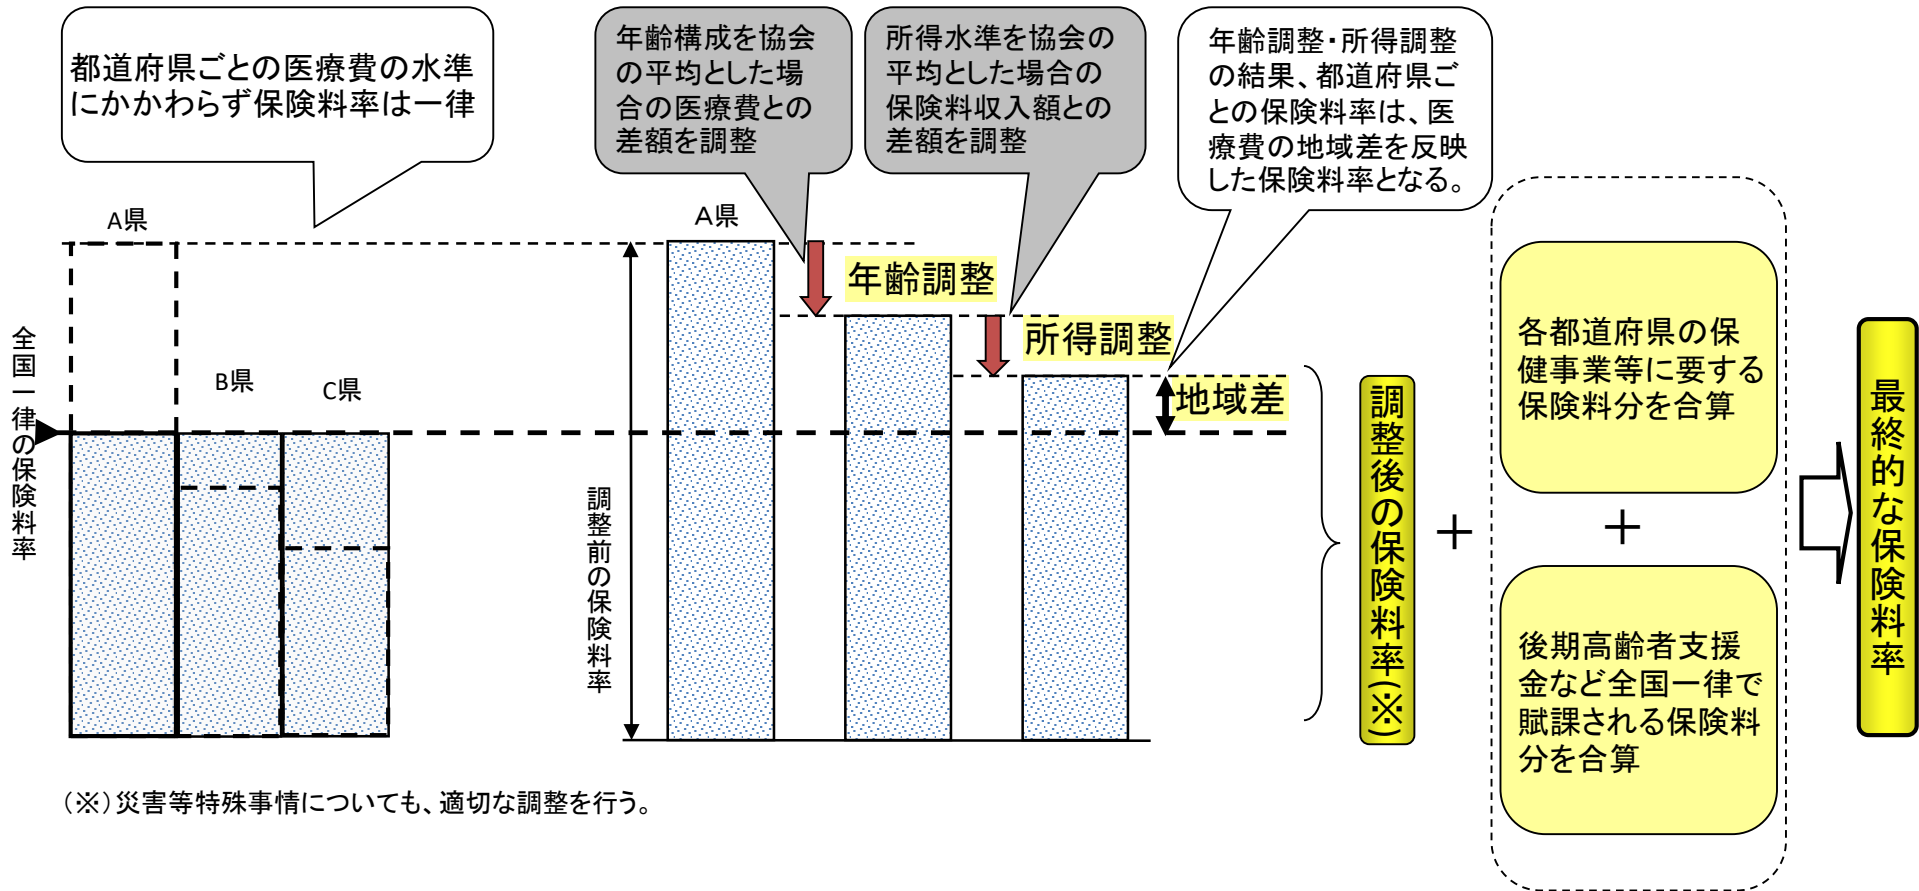 都道府県ごとの医療費の水準
にかかわらず保険料率は一律
年齢構成を協会
の平均とした場
合の医療費との
差額を調整
所得水準を協会の
平均とした場合の
保険料収入額との
差額を調整
年齢調整・所得調整
の結果、都道府県ご
との保険料率は、医
療費の地域差を反映
した保険料率となる。
A県
B県
C県
全国一律の保険料率
A県
調整前の保険料率
年齢調整
所得調整
地域差
調整後の保険料率(※)
＋
各都道府県の保
健事業等に要する
保険料分を合算
＋
後期高齢者支援
金など全国一律で
賦課される保険料
分を合算
最終的な保険料率
(※)災害等特殊事情についても、適切な調整を行う。